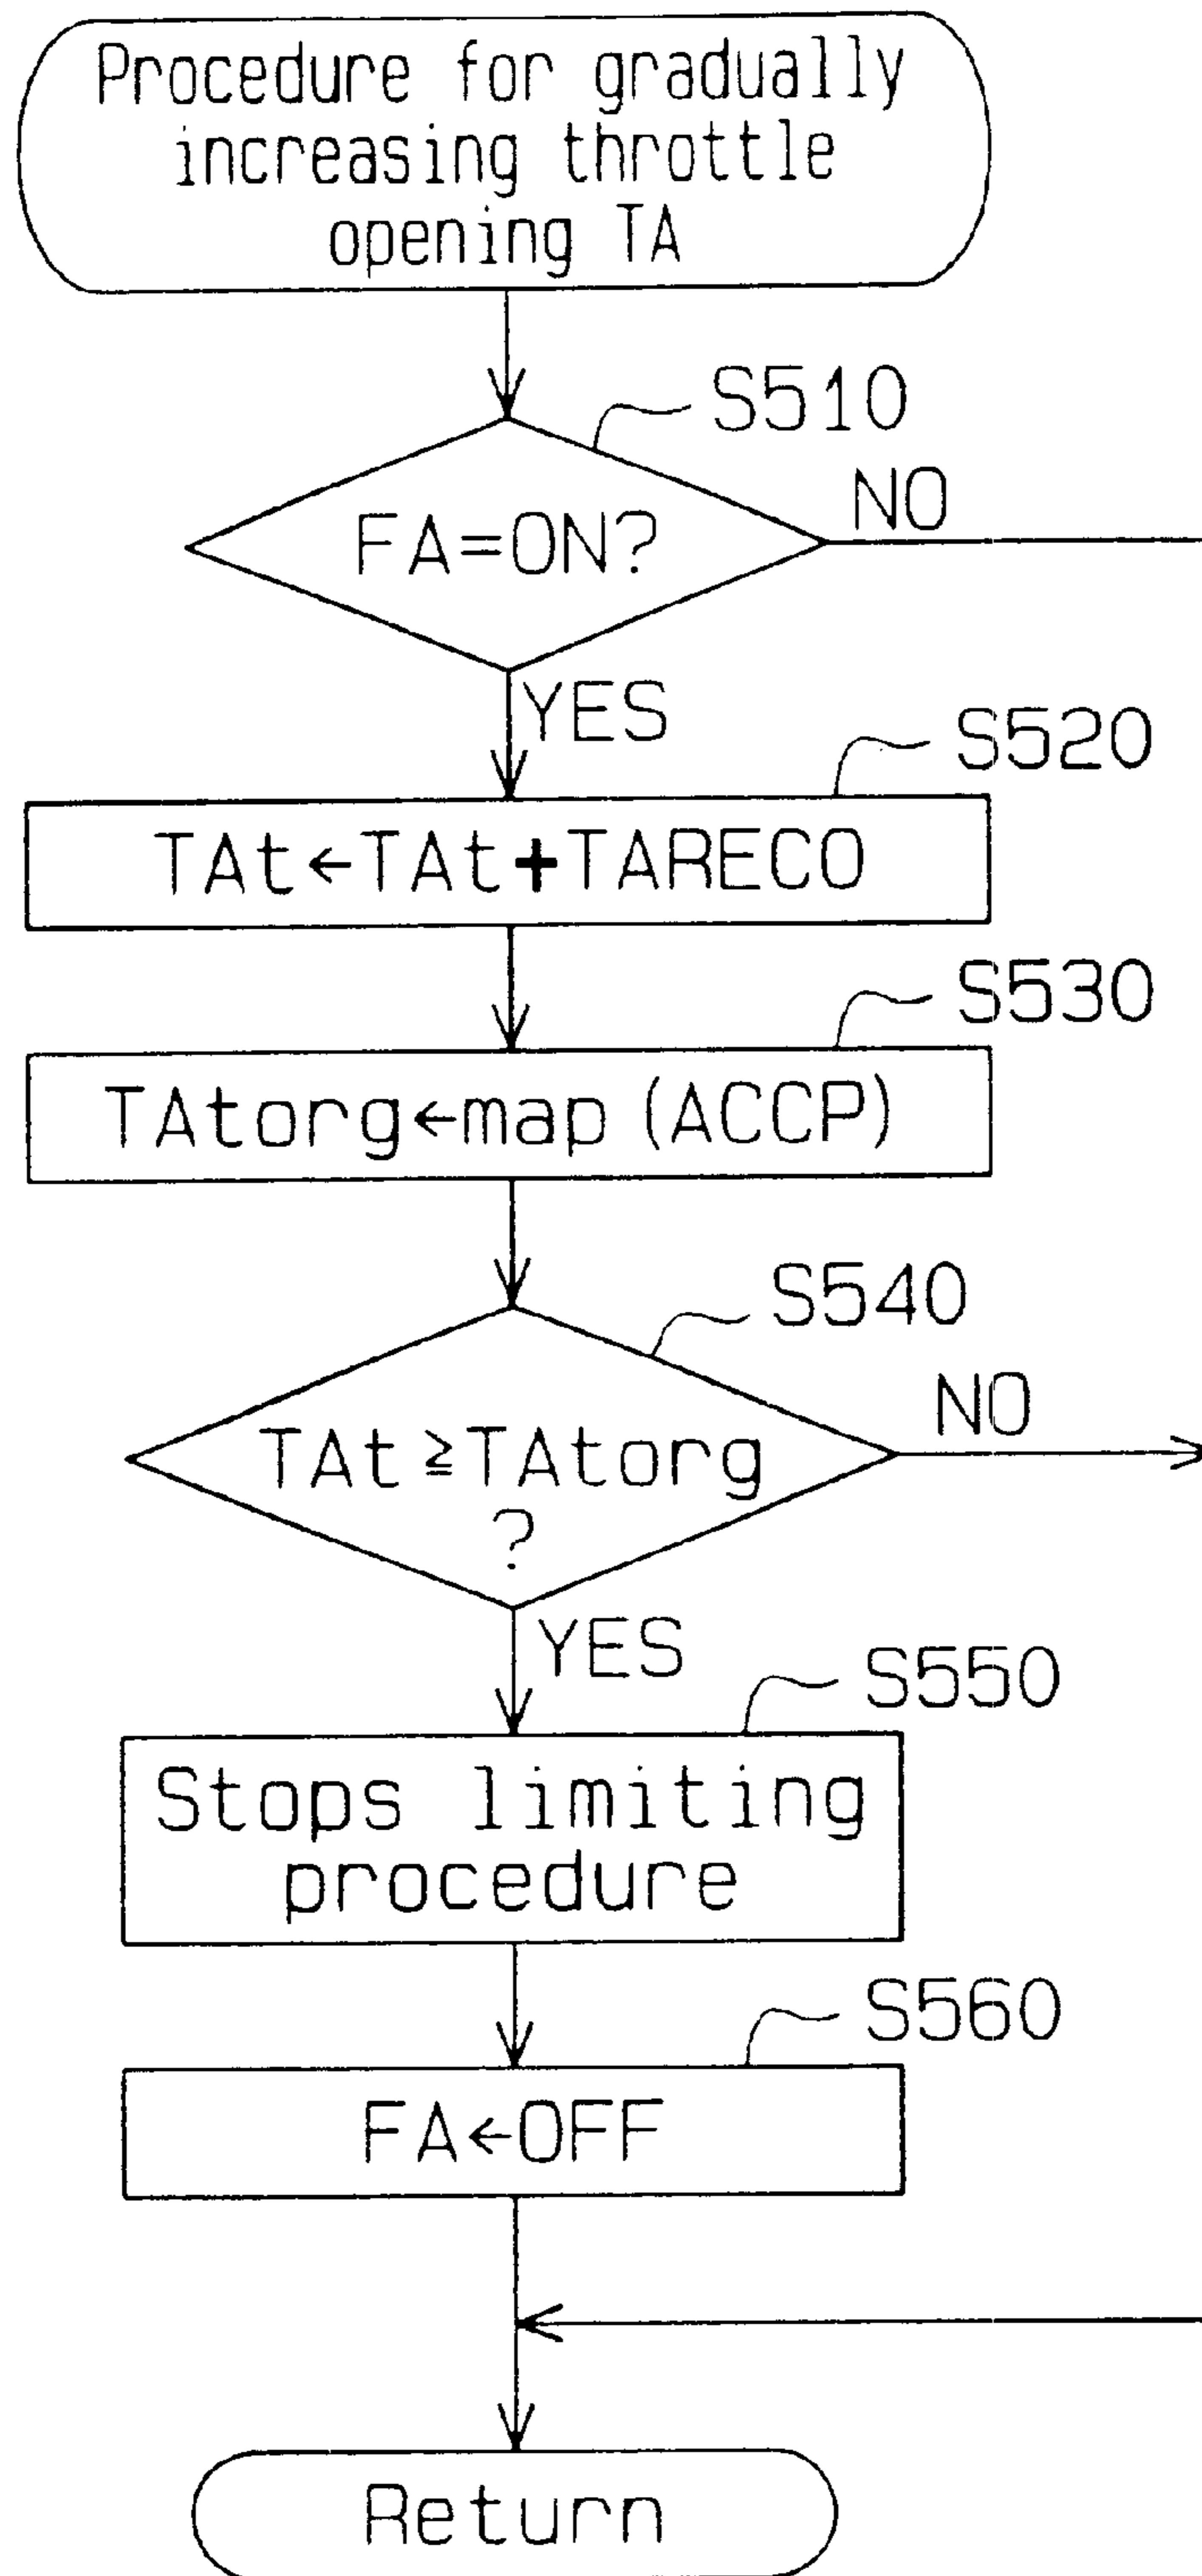 Procedure for gradually
increasing throttle
opening TA
S510
FA=ON?
NO
YES
S520
TAt←TAt+TARECO
S530
TAtorg←map (ACCP)
S540
TAt≧TAtorg
?
NO
YES
S550
Stops limiting
procedure
S560
FA←OFF
Return